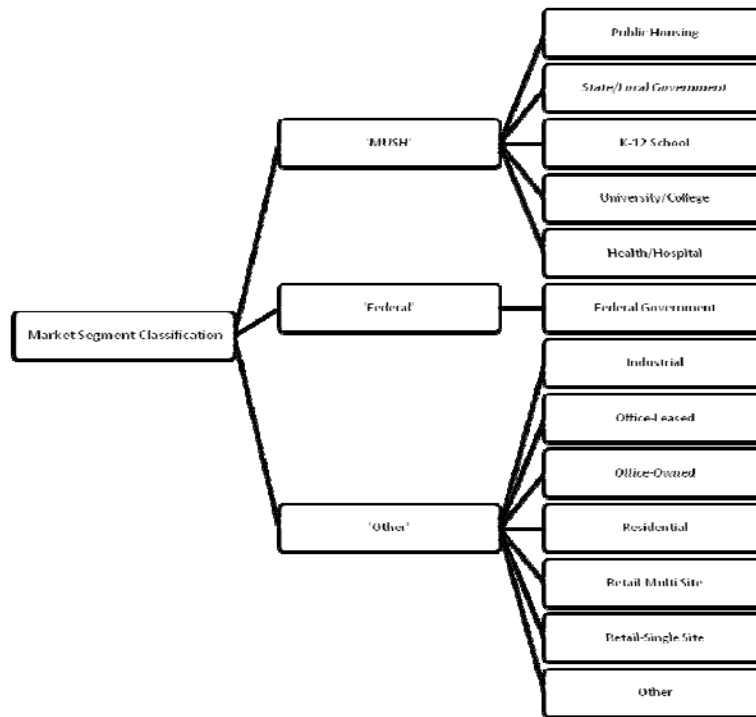 Public Housing
State/Local Government
'MUSH'
K-12 School
University/College
Health/Hospital
'Federal'
Federal Government
Market Segment Classification
Industrial
Office-Leased
Office-Owned
'Other'
Residential
Retail-Multi Site
Retail-Single Site
Other